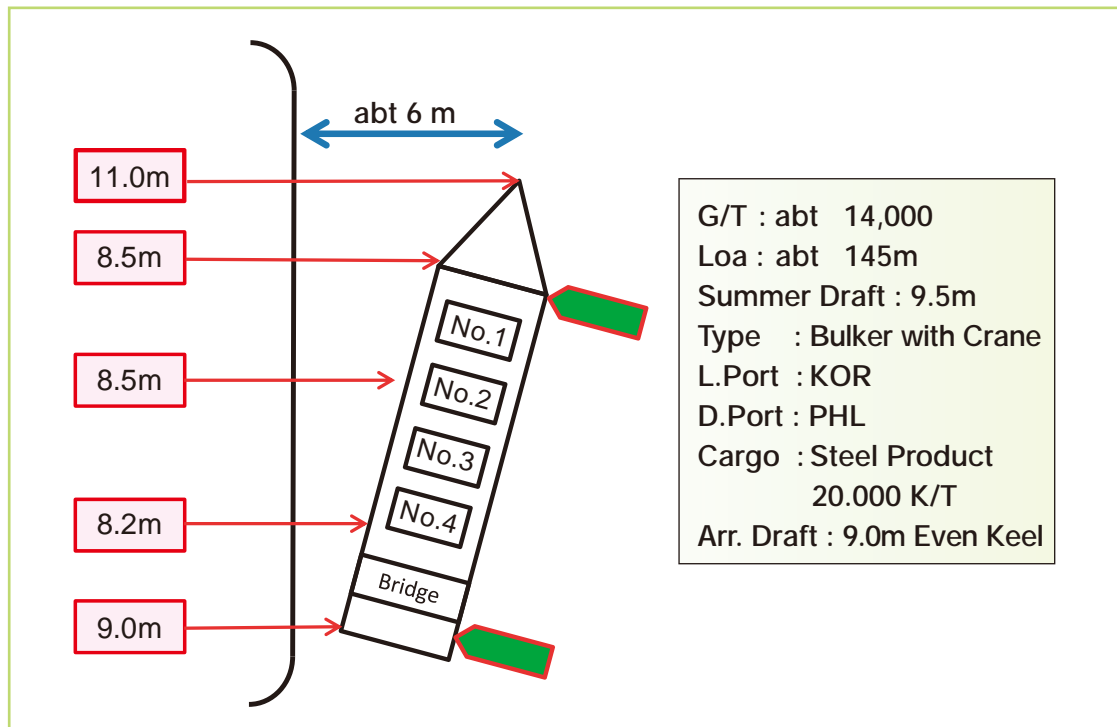 abt 6 m
11.0m
8.5m
8.5m
8.2m
9.0m
No.1
No.2
No.3
No.4
Bridge
G/T : abt 14,000
Loa : abt 145m
Summer Draft : 9.5m
Type : Bulker with Crane
L.Port : KOR
D.Port : PHL
Cargo : Steel Product
20.000 K/T
Arr. Draft : 9.0m Even Keel